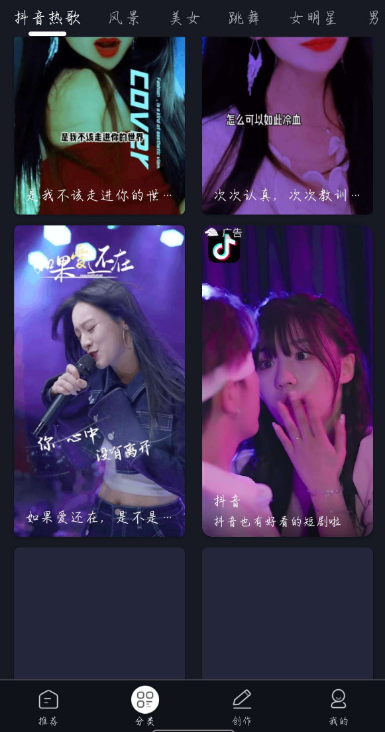 抖音热歌 风景 美女 跳舞 女明星 男
COVER
是我不该走进你的世界
是我不该走进你的世…
怎么可以如此冷血
次次认真，次次教训…
如果爱还在
你 心中
没有离开
如果爱还在，是不是…
广告
抖音
抖音也有好看的短剧啦
推荐 分类 创作 我的